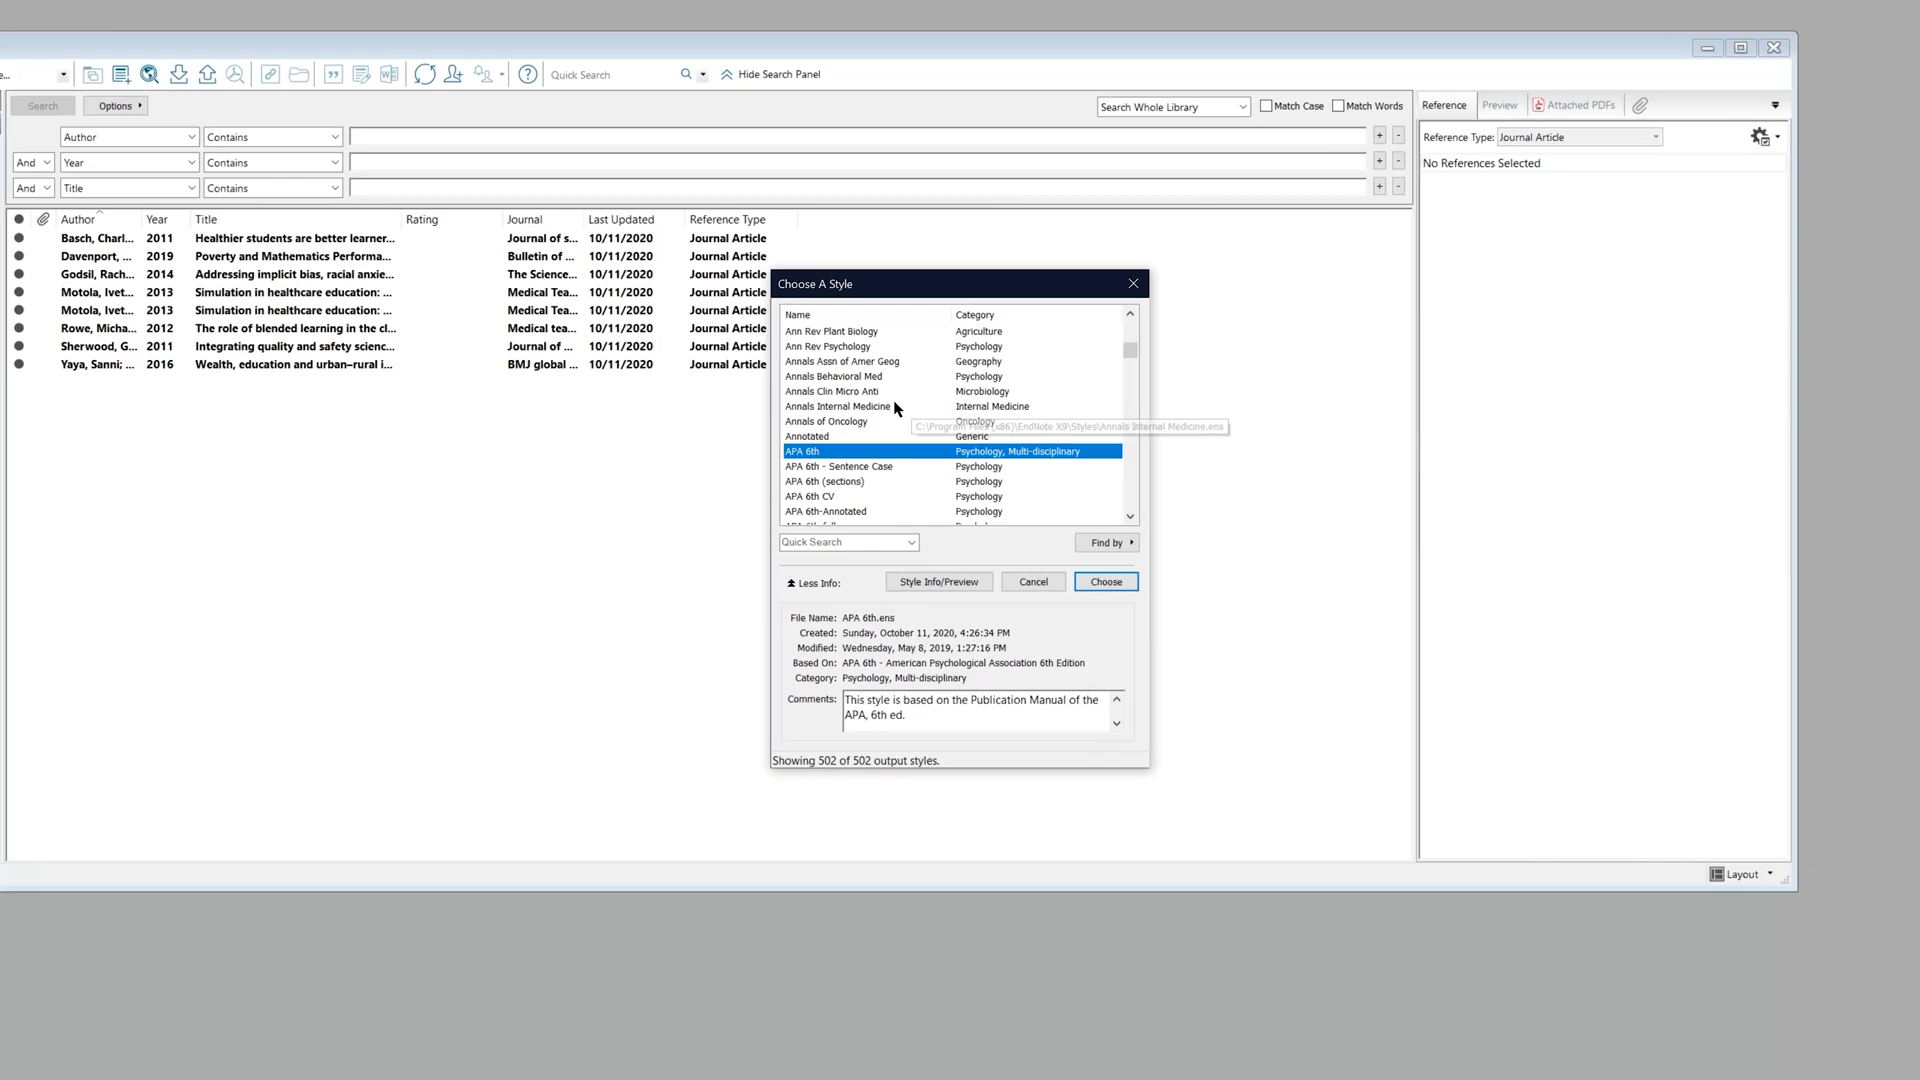 e...
Quick Search
Hide Search Panel
Search
Options
Search Whole Library
Match Case
Match Words
Author
Contains
And
Year
Contains
And
Title
Contains
Author Year Title Rating Journal Last Updated Reference Type
Basch, Charl... 2011 Healthier students are better learner... Journal of s... 10/11/2020 Journal Article
Davenport, ... 2019 Poverty and Mathematics Performa... Bulletin of ... 10/11/2020 Journal Article
Godsil, Rach... 2014 Addressing implicit bias, racial anxie... The Science... 10/11/2020 Journal Article
Motola, Ivet... 2013 Simulation in healthcare education: ... Medical Tea... 10/11/2020 Journal Article
Motola, Ivet... 2013 Simulation in healthcare education: ... Medical Tea... 10/11/2020 Journal Article
Rowe, Micha... 2012 The role of blended learning in the cl... Medical tea... 10/11/2020 Journal Article
Sherwood, G... 2011 Integrating quality and safety scienc... Journal of ... 10/11/2020 Journal Article
Yaya, Sanni; ... 2016 Wealth, education and urban–rural i... BMJ global ... 10/11/2020 Journal Article
Choose A Style
Name Category
Ann Rev Plant Biology Agriculture
Ann Rev Psychology Psychology
Annals Assn of Amer Geog Geography
Annals Behavioral Med Psychology
Annals Clin Micro Anti Microbiology
Annals Internal Medicine Internal Medicine
Annals of Oncology Oncology
C:\Program Files (x86)\EndNote X9\Styles\Annals Internal Medicine.ens
Annotated Generic
APA 6th Psychology, Multi-disciplinary
APA 6th - Sentence Case Psychology
APA 6th (sections) Psychology
APA 6th CV Psychology
APA 6th-Annotated Psychology
Quick Search
Find by
Less Info:
Style Info/Preview
Cancel
Choose
File Name: APA 6th.ens
Created: Sunday, October 11, 2020, 4:26:34 PM
Modified: Wednesday, May 8, 2019, 1:27:16 PM
Based On: APA 6th - American Psychological Association 6th Edition
Category: Psychology, Multi-disciplinary
Comments: This style is based on the Publication Manual of the
APA, 6th ed.
Showing 502 of 502 output styles.
Reference
Preview
Attached PDFs
Reference Type: Journal Article
No References Selected
Layout